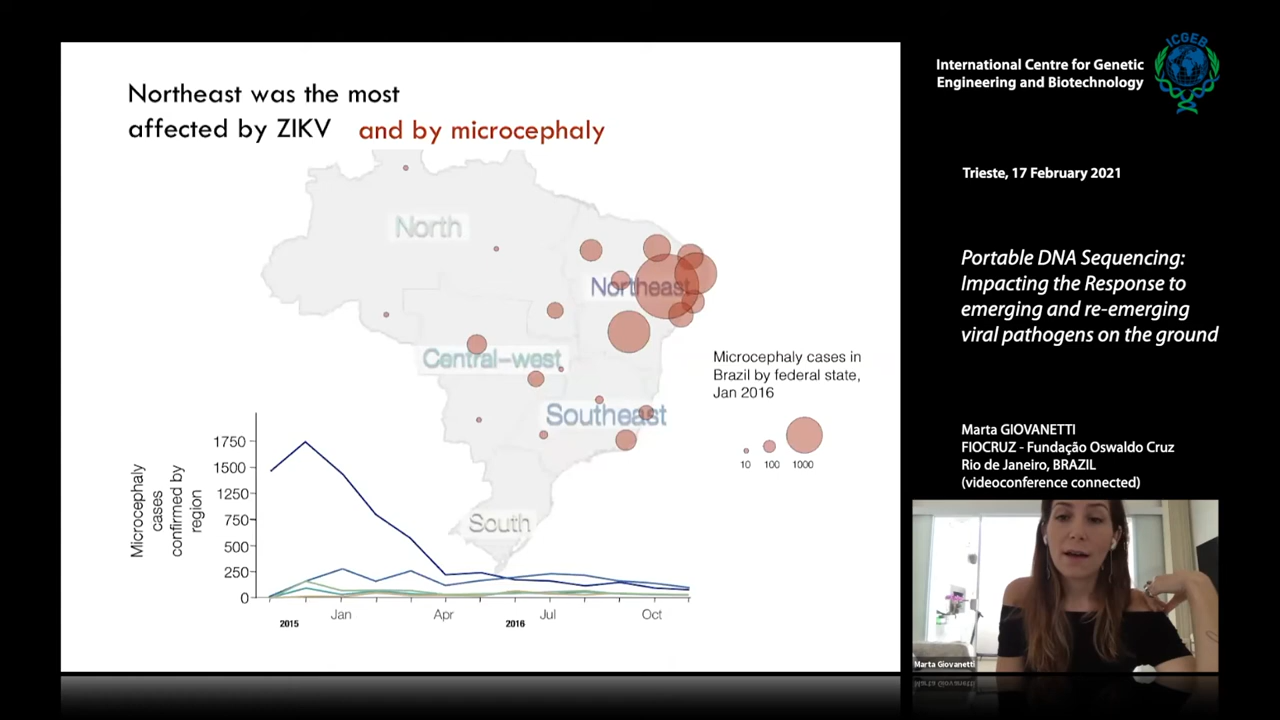 Northeast was the most
affected by ZIKV and by microcephaly
North
Northeast
Central-west
Southeast
South
Microcephaly cases in
Brazil by federal state,
Jan 2016
10 100 1000
Microcephaly
cases
confirmed by
region
1750
1500
1250
750
500
250
0
Jan Apr Jul Oct
2015 2016
ICGEB
International Centre for Genetic
Engineering and Biotechnology
Trieste, 17 February 2021
Portable DNA Sequencing:
Impacting the Response to
emerging and re-emerging
viral pathogens on the ground
Marta GIOVANETTI
FIOCRUZ - Fundação Oswaldo Cruz
Rio de Janeiro, BRAZIL
(videoconference connected)
Marta Giovanetti